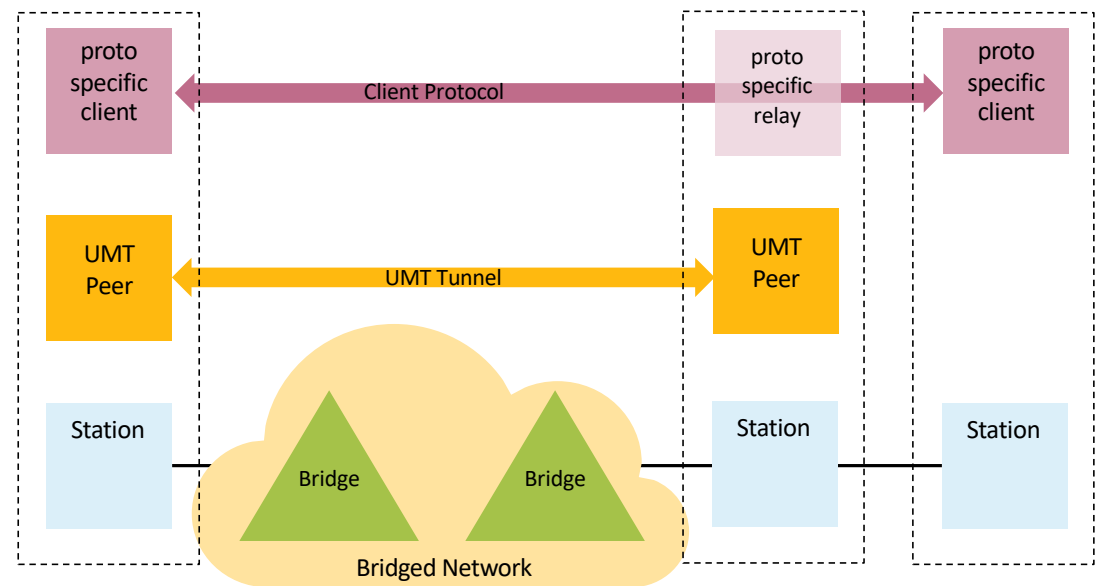 proto
specific
client
Client Protocol
proto
specific
relay
proto
specific
client
UMT
Peer
UMT Tunnel
UMT
Peer
Station
Bridge
Bridge
Station
Station
Bridged Network